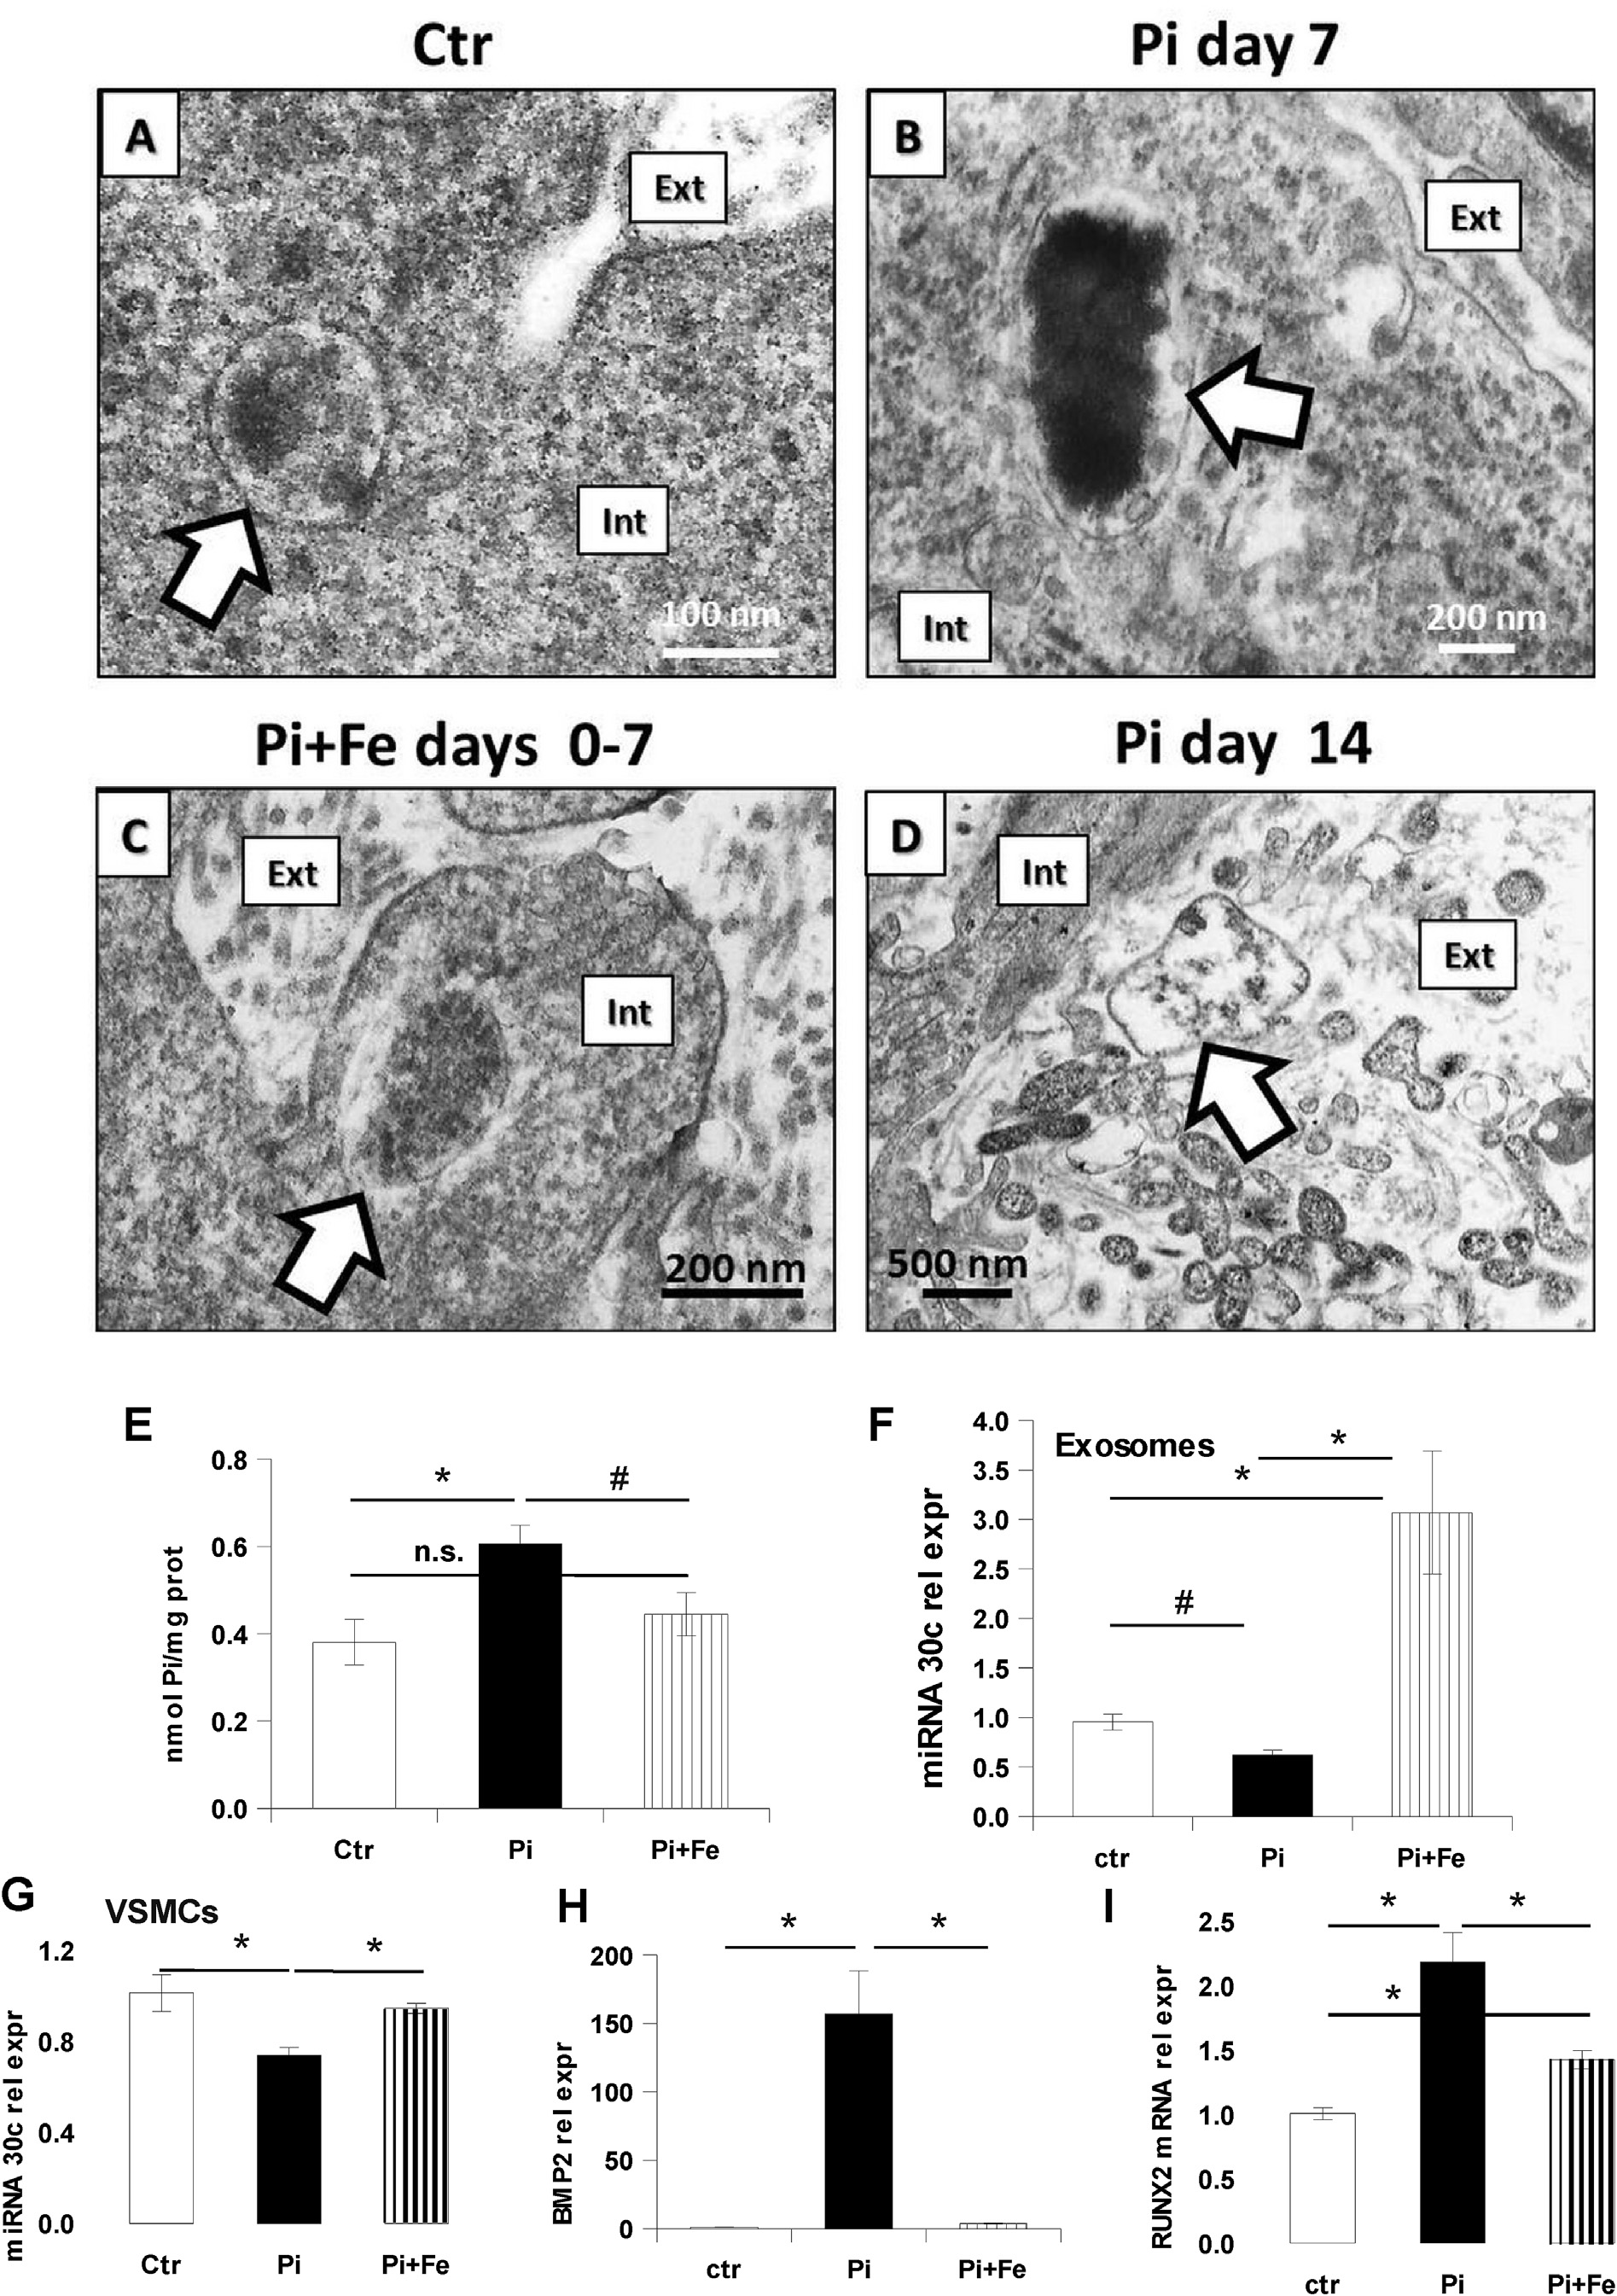 Ctr
Pi day 7
A
Ext
Int
100 nm
B
Ext
Int
200 nm
Pi+Fe days 0-7
Pi day 14
C
Ext
Int
200 nm
D
Int
Ext
500 nm
E
0.8
0.6
0.4
0.2
0.0
nmol Pi/mg prot
*
#
n.s.
Ctr
Pi
Pi+Fe
F
Exosomes
4.0
3.5
3.0
2.5
2.0
1.5
1.0
0.5
0.0
miRNA 30c rel expr
*
*
#
ctr
Pi
Pi+Fe
G
VSMCs
1.2
0.8
0.4
0.0
miRNA 30c rel expr
*
*
Ctr
Pi
Pi+Fe
H
200
150
100
50
0
BMP2 rel expr
*
*
ctr
Pi
Pi+Fe
I
2.5
2.0
1.5
1.0
0.5
0.0
RUNX2 mRNA rel expr
*
*
*
ctr
Pi
Pi+Fe